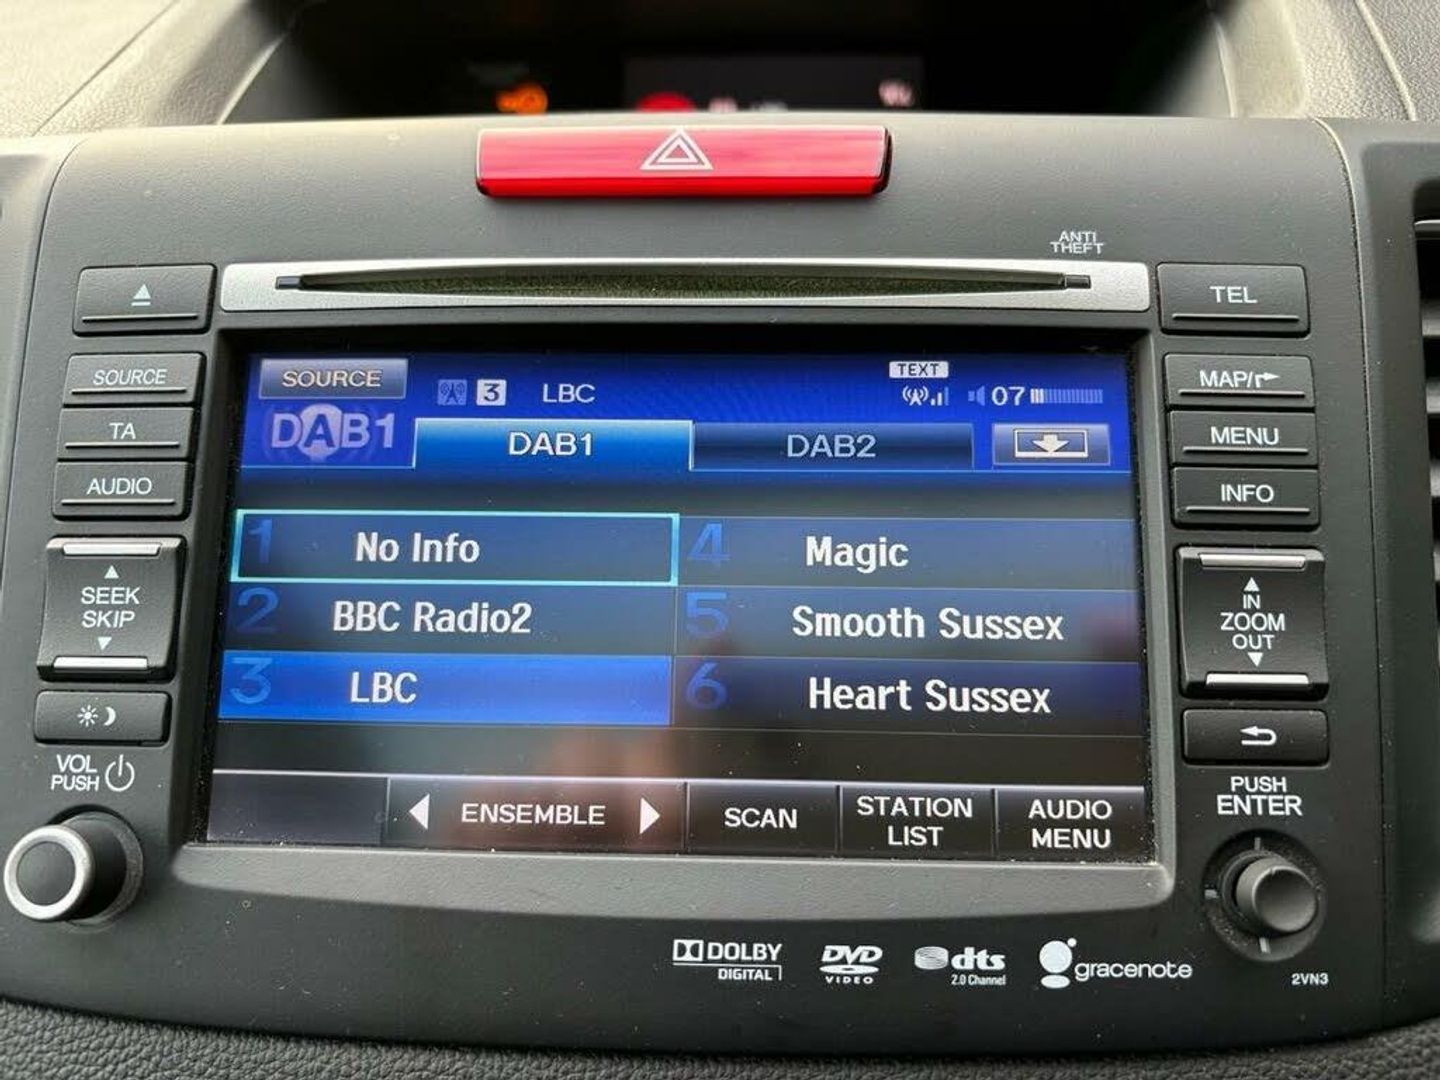 ANTI
THEFT
TEL
SOURCE
TA
AUDIO
SEEK
SKIP
VOL
PUSH
SOURCE
3 LBC
TEXT
07
DAB1
DAB1
DAB2
1 No Info
2 BBC Radio2
3 LBC
4 Magic
5 Smooth Sussex
6 Heart Sussex
ENSEMBLE
SCAN
STATION
LIST
AUDIO
MENU
MAP/
MENU
INFO
IN
ZOOM
OUT
PUSH
ENTER
DOLBY
DIGITAL
DVD
VIDEO
dts
2.0 Channel
gracenote
2VN3